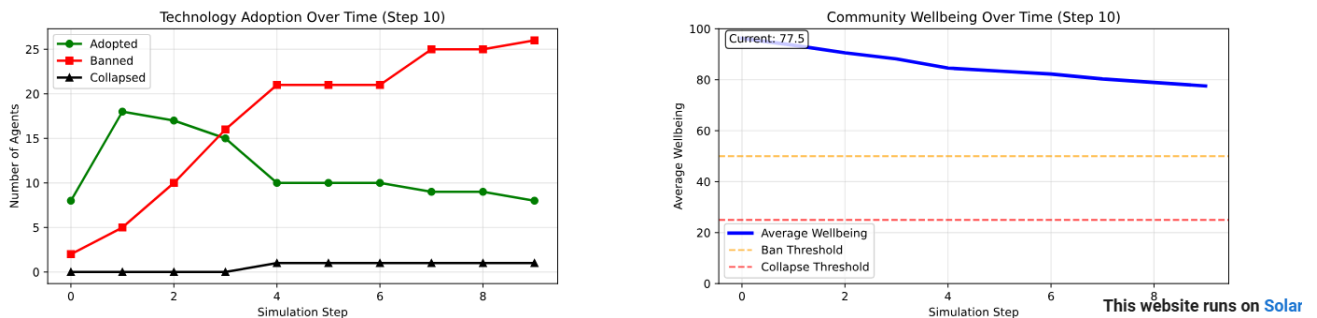 Technology Adoption Over Time (Step 10)
Adopted
Banned
Collapsed
Number of Agents
25
20
15
10
5
0
0 2 4 6 8
Simulation Step
Community Wellbeing Over Time (Step 10)
Current: 77.5
Average Wellbeing
100
80
60
40
20
0
Average Wellbeing
Ban Threshold
Collapse Threshold
0 2 4 6 8
Simulation Step
This website runs on Solar